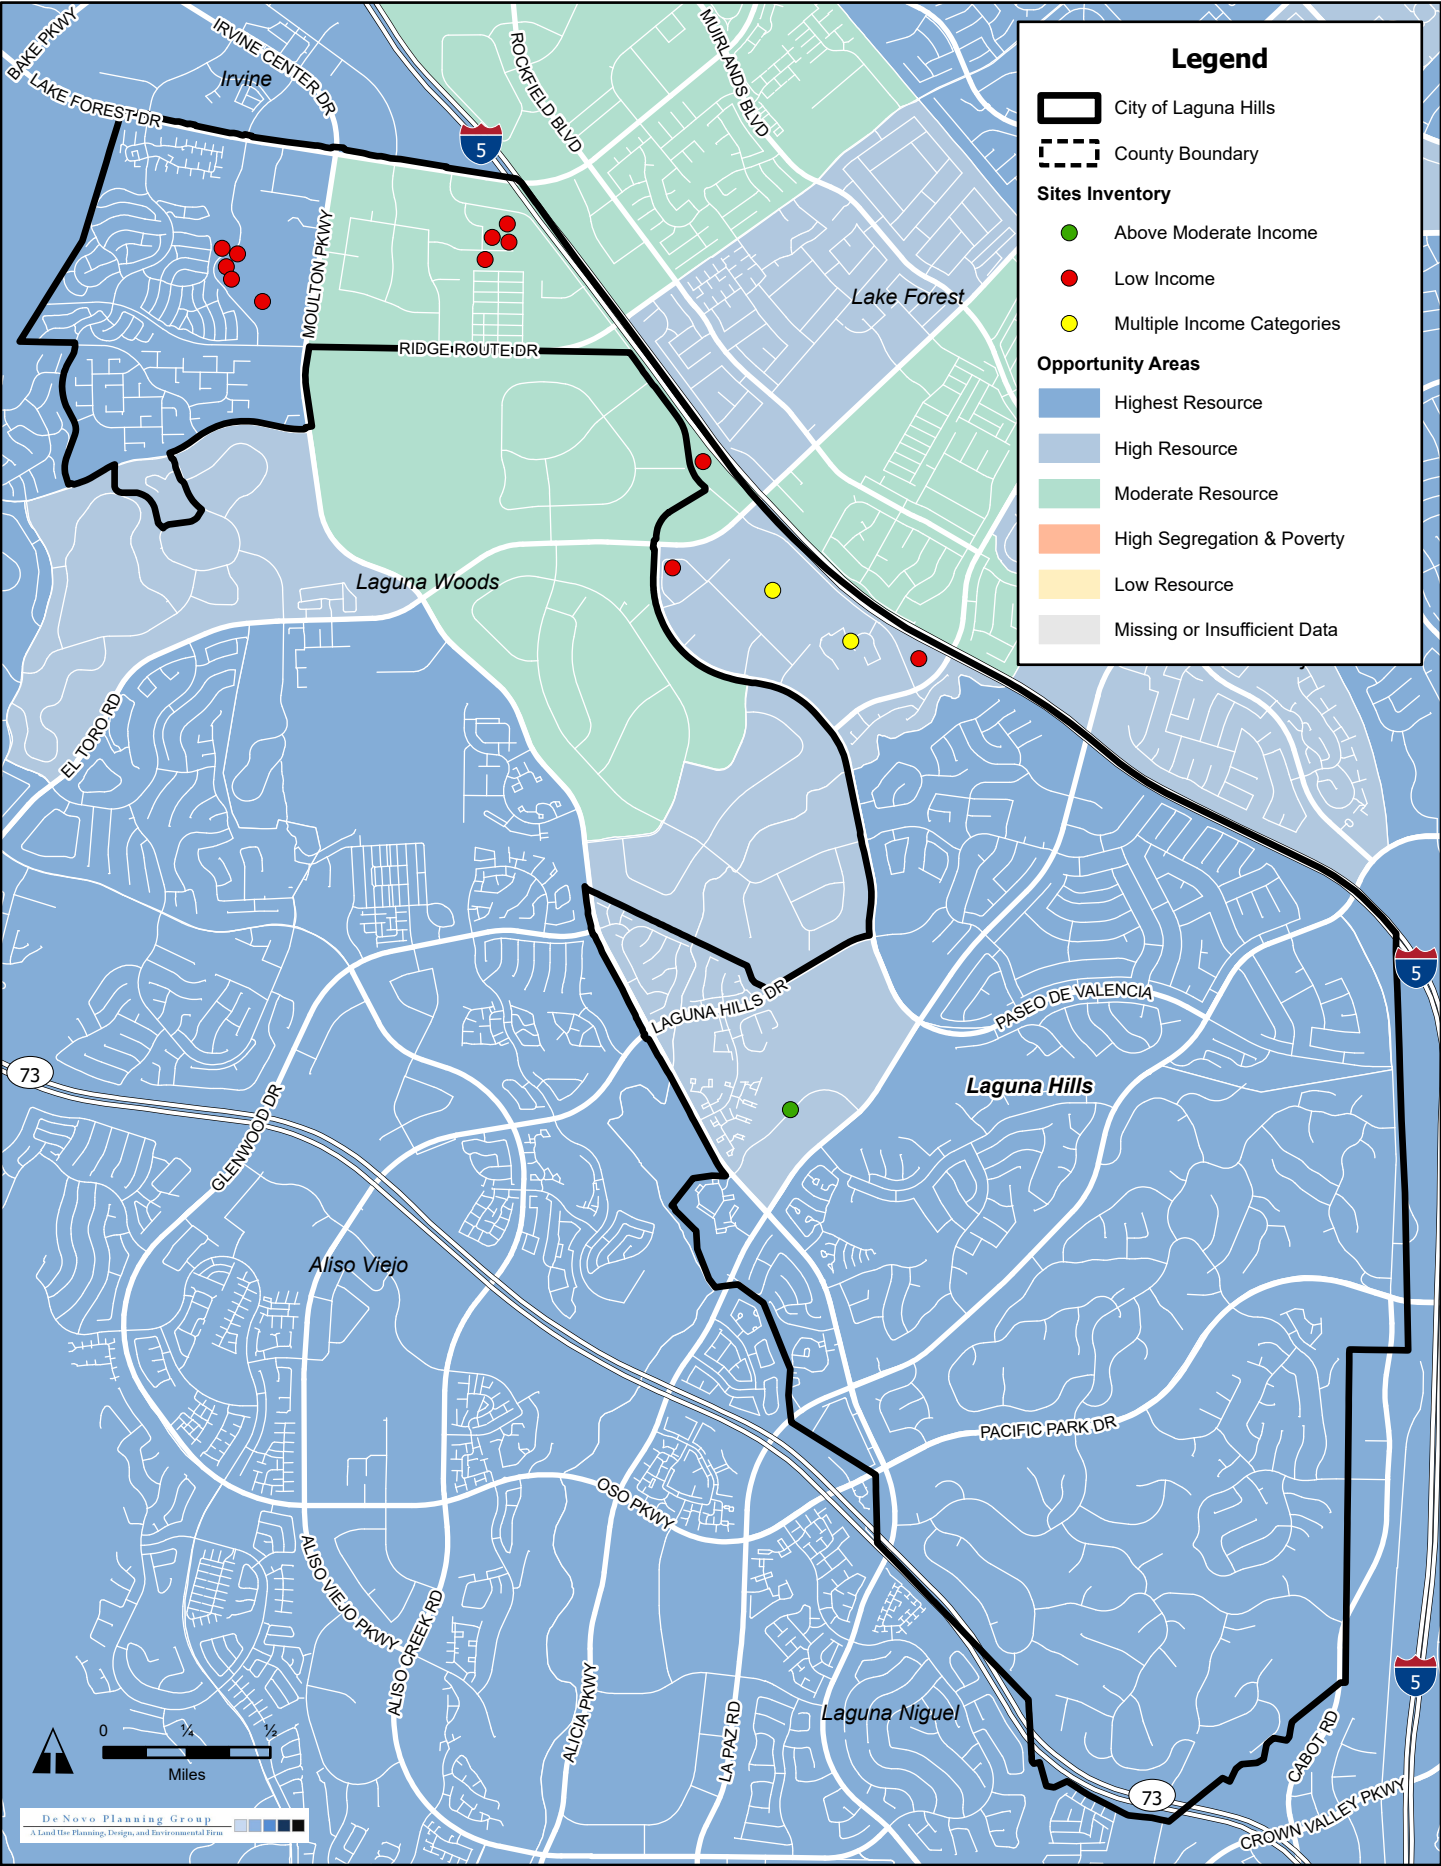 BAKE PKWY
LAKE FOREST DR
Irvine
IRVINE CENTER DR
5
ROCKFIELD BLVD
MUIRLANDS BLVD
Legend
City of Laguna Hills
County Boundary
Sites Inventory
Above Moderate Income
Low Income
Multiple Income Categories
Opportunity Areas
Highest Resource
High Resource
Moderate Resource
High Segregation & Poverty
Low Resource
Missing or Insufficient Data
MOULTON PKWY
Lake Forest
RIDGE ROUTE DR
Laguna Woods
EL TORO RD
LAGUNA HILLS DR
PASEO DE VALENCIA
5
73
Laguna Hills
GLENWOOD DR
Aliso Viejo
PACIFIC PARK DR
OSO PKWY
ALISO VIEJO PKWY
ALISO CREEK RD
ALICIA PKWY
LA PAZ RD
Laguna Niguel
5
CABOT RD
73
CROWN VALLEY PKWY
0 ¼ ½
Miles
De Novo Planning Group
A Land Use Planning, Design, and Environmental Firm